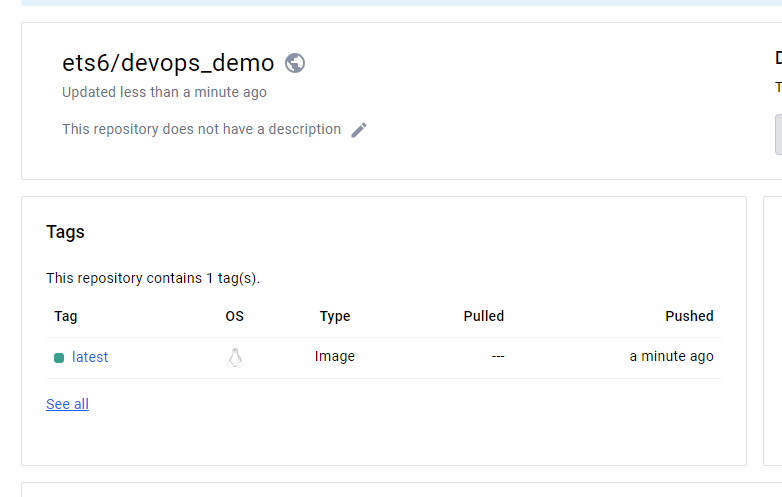 ets6/devops_demo
Updated less than a minute ago
This repository does not have a description
Tags
This repository contains 1 tag(s).
Tag OS Type Pulled Pushed
latest Image --- a minute ago
See all